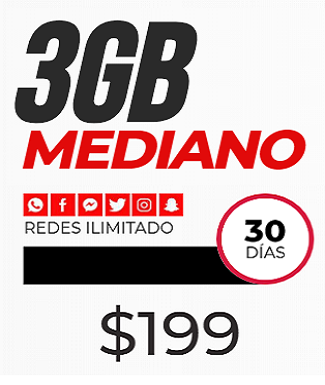 3GB
MEDIANO
REDES ILIMITADO
30
DÍAS
$199